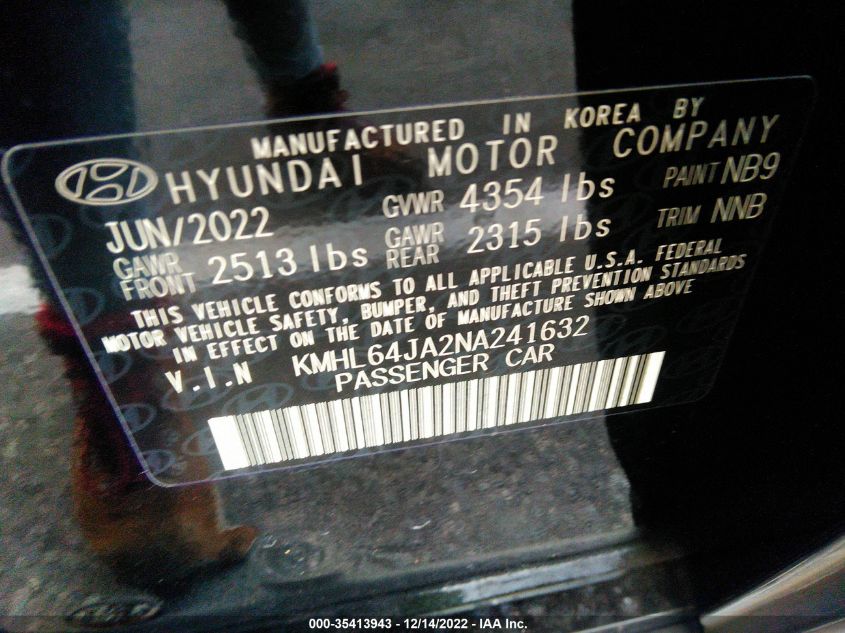 MANUFACTURED IN KOREA BY
HYUNDAI MOTOR COMPANY
JUN/2022 GVWR 4354 lbs PAINT NB9
GAWR FRONT 2513 lbs GAWR REAR 2315 lbs TRIM NNB
THIS VEHICLE CONFORMS TO ALL APPLICABLE U.S.A. FEDERAL
MOTOR VEHICLE SAFETY, BUMPER, AND THEFT PREVENTION STANDARDS
IN EFFECT ON THE DATE OF MANUFACTURE SHOWN ABOVE
V.I.N KMHL64JA2NA241632
PASSENGER CAR
000-35413943 - 12/14/2022 - IAA Inc.